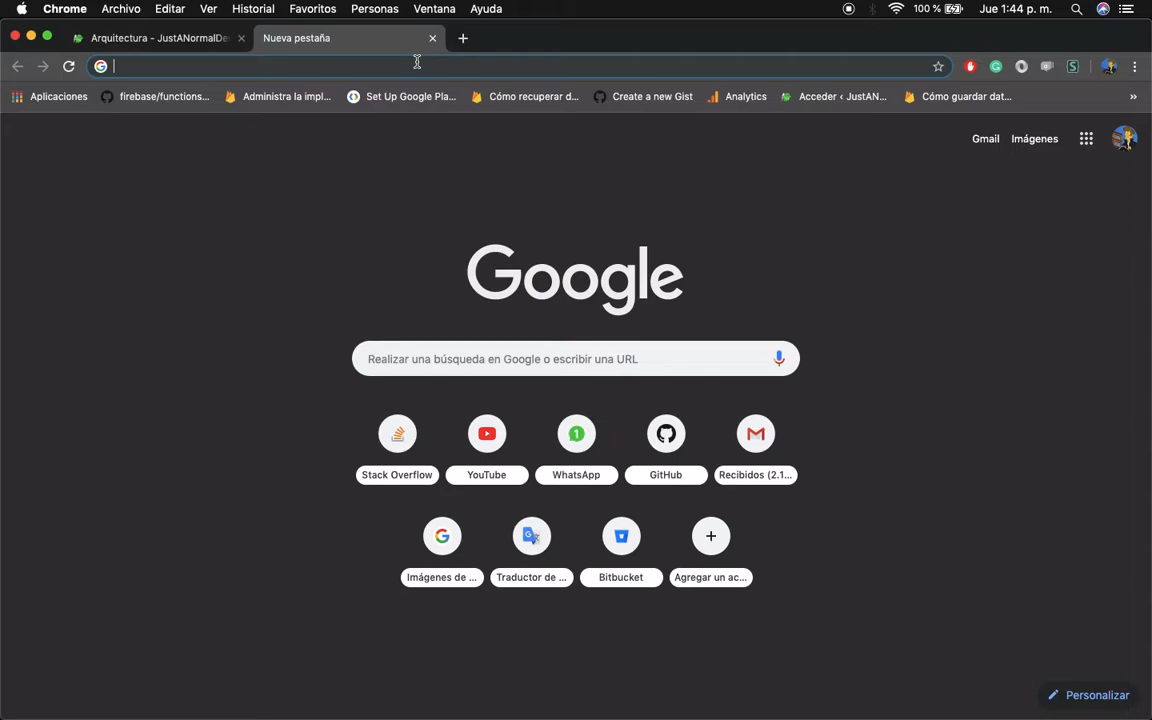 Chrome Archivo Editar Ver Historial Favoritos Personas Ventana Ayuda 100 % Jue 1:44 p. m.
Arquitectura - JustANormalDe Nueva pestaña
Aplicaciones firebase/functions... Administra la impl... Set Up Google Pla... Cómo recuperar d... Create a new Gist Analytics Acceder ‹ JustAN... Cómo guardar dat... »
Gmail Imágenes
Google
Realizar una búsqueda en Google o escribir una URL
Stack Overflow YouTube WhatsApp GitHub Recibidos (2.1...
Imágenes de ... Traductor de ... Bitbucket Agregar un ac...
Personalizar